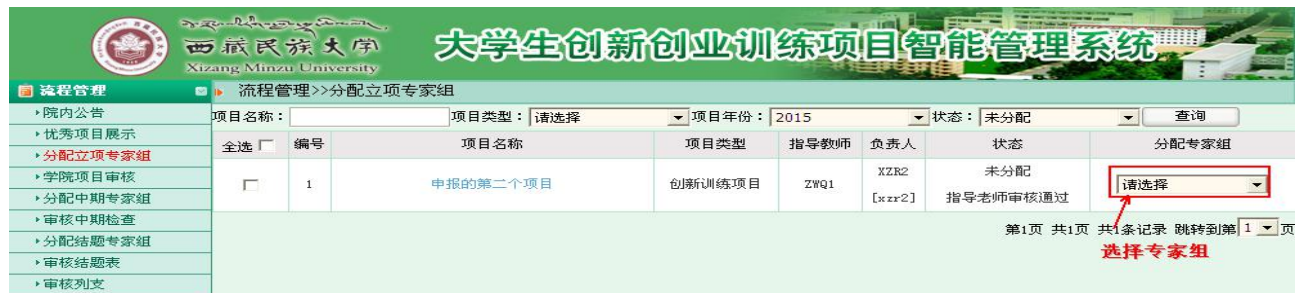 西藏民族大学
Xizang Minzu University
大学生创新创业训练项目智能管理系统
流程管理
流程管理>>分配立项专家组
院内公告
优秀项目展示
分配立项专家组
学院项目审核
分配中期专家组
审核中期检查
分配结题专家组
审核结题表
审核列支
项目名称： 项目类型：请选择 项目年份：2015 状态：未分配 查询
全选 编号 项目名称 项目类型 指导教师 负责人 状态 分配专家组
1 申报的第二个项目 创新训练项目 ZWQ1 XZR2 [xzr2] 未分配 指导老师审核通过 请选择
第1页 共1页 共1条记录 跳转到第 1 页
选择专家组